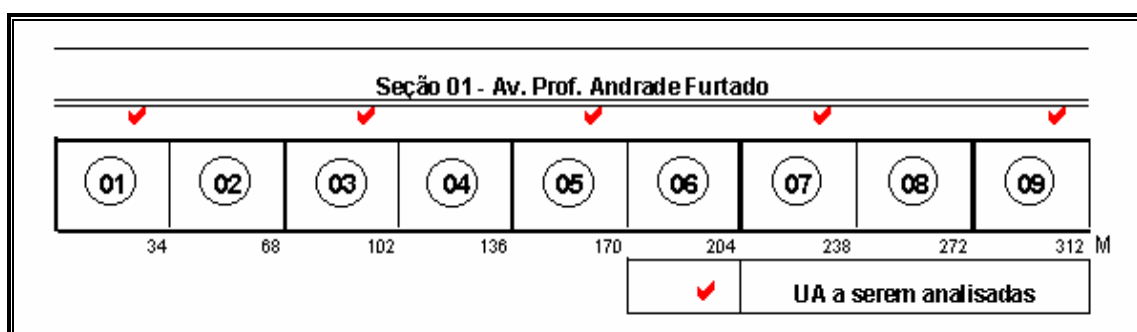 Seção 01 - Av. Prof. Andrade Furtado
01 02 03 04 05 06 07 08 09
34 68 102 136 170 204 238 272 312 M
UA a serem analisadas